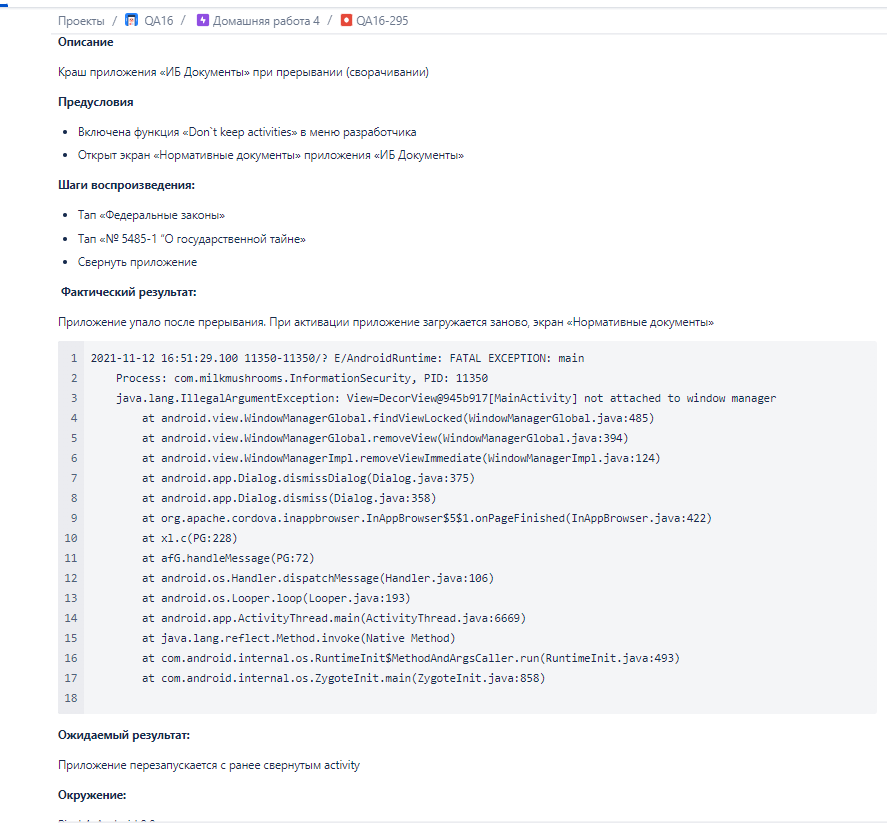 Проекты / QA16 / Домашняя работа 4 / QA16-295
Описание
Краш приложения «ИБ Документы» при прерывании (сворачивании)
Предусловия
• Включена функция «Don`t keep activities» в меню разработчика
• Открыт экран «Нормативные документы» приложения «ИБ Документы»
Шаги воспроизведения:
• Тап «Федеральные законы»
• Тап «№ 5485-1 "О государственной тайне»
• Свернуть приложение
Фактический результат:
Приложение упало после прерывания. При активации приложение загружается заново, экран «Нормативные документы»
1 2021-11-12 16:51:29.100 11350-11350/? E/AndroidRuntime: FATAL EXCEPTION: main
2 Process: com.milkmushrooms.InformationSecurity, PID: 11350
3 java.lang.IllegalArgumentException: View=DecorView@945b917[MainActivity] not attached to window manager
4 at android.view.WindowManagerGlobal.findViewLocked(WindowManagerGlobal.java:485)
5 at android.view.WindowManagerGlobal.removeView(WindowManagerGlobal.java:394)
6 at android.view.WindowManagerImpl.removeViewImmediate(WindowManagerImpl.java:124)
7 at android.app.Dialog.dismissDialog(Dialog.java:375)
8 at android.app.Dialog.dismiss(Dialog.java:358)
9 at org.apache.cordova.inappbrowser.InAppBrowser$5$1.onPageFinished(InAppBrowser.java:422)
10 at xl.c(PG:228)
11 at afG.handleMessage(PG:72)
12 at android.os.Handler.dispatchMessage(Handler.java:106)
13 at android.os.Looper.loop(Looper.java:193)
14 at android.app.ActivityThread.main(ActivityThread.java:6669)
15 at java.lang.reflect.Method.invoke(Native Method)
16 at com.android.internal.os.RuntimeInit$MethodAndArgsCaller.run(RuntimeInit.java:493)
17 at com.android.internal.os.ZygoteInit.main(ZygoteInit.java:858)
18
Ожидаемый результат:
Приложение перезапускается с ранее свернутым activity
Окружение: